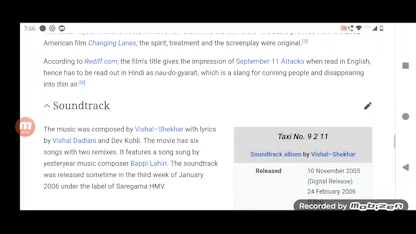 7:56
American film Changing Lanes, the spirit, treatment and the screenplay were original.[5]
According to Rediff.com, the film's title gives the impression of September 11 Attacks when read in English,
hence has to be read out in Hindi as nau-do-gyarah, which is a slang for conning people and disappearing
into thin air.[6]
Soundtrack
The music was composed by Vishal–Shekhar with lyrics
by Vishal Dadlani and Dev Kohli. The movie has six
songs with two remixes. It features a song sung by
yesteryear music composer Bappi Lahiri. The soundtrack
was released sometime in the third week of January
2006 under the label of Saregama HMV.
Taxi No. 9 2 11
Soundtrack album by Vishal–Shekhar
Released 10 November 2005
(Digital Release)
24 February 2006
Recorded by Mobizen